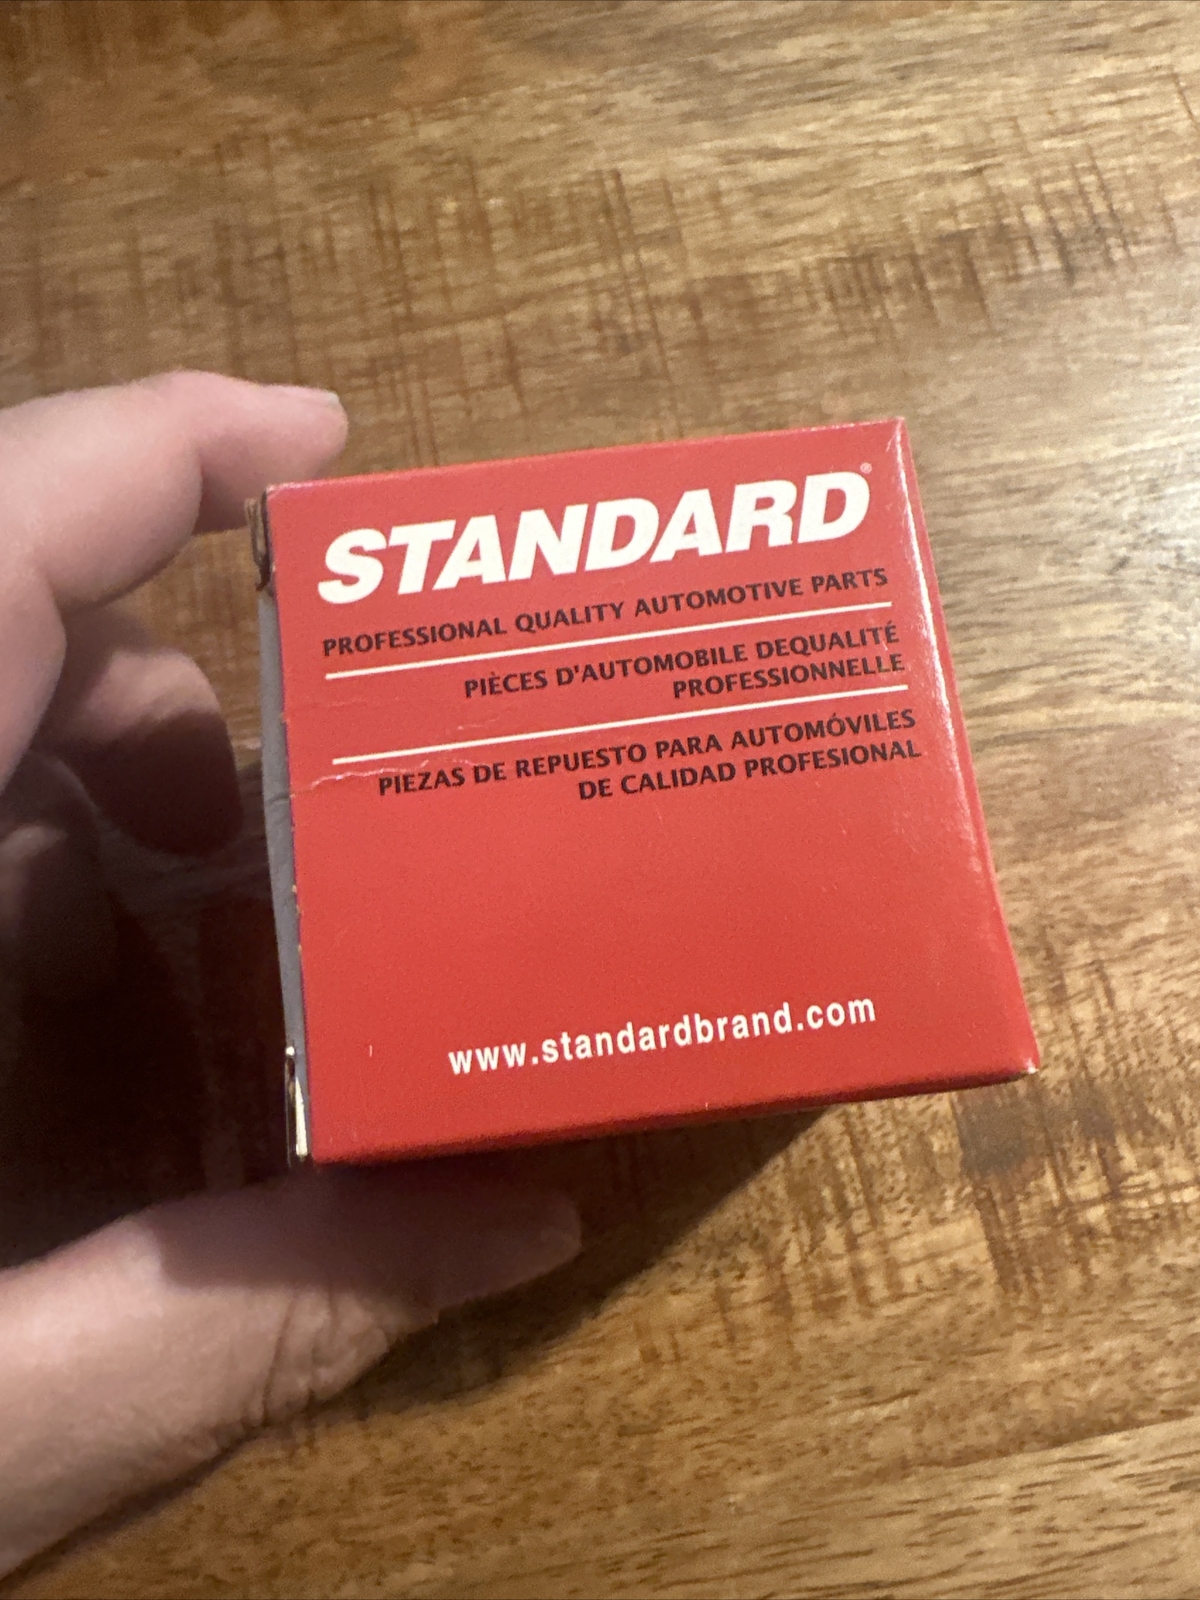 STANDARD®
PROFESSIONAL QUALITY AUTOMOTIVE PARTS
PIÈCES D'AUTOMOBILE DEQUALITÉ
PROFESSIONNELLE
PIEZAS DE REPUESTO PARA AUTOMÓVILES
DE CALIDAD PROFESIONAL
www.standardbrand.com